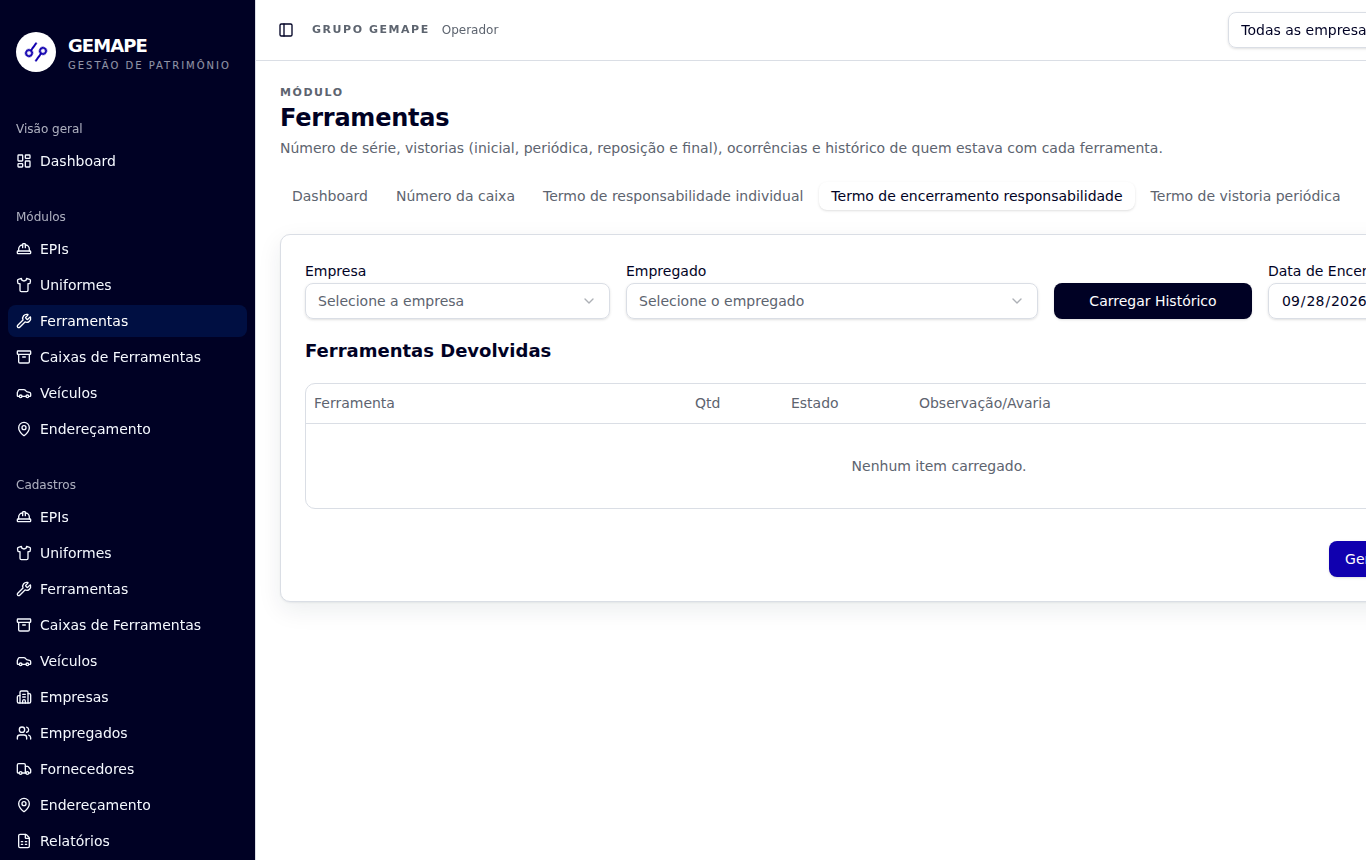 GEMAPE
GESTÃO DE PATRIMÔNIO
Visão geral
Dashboard
Módulos
EPIs
Uniformes
Ferramentas
Caixas de Ferramentas
Veículos
Endereçamento
Cadastros
EPIs
Uniformes
Ferramentas
Caixas de Ferramentas
Veículos
Empresas
Empregados
Fornecedores
Endereçamento
Relatórios
GRUPO GEMAPE Operador Todas as empresa
MÓDULO
Ferramentas
Número de série, vistorias (inicial, periódica, reposição e final), ocorrências e histórico de quem estava com cada ferramenta.
Dashboard Número da caixa Termo de responsabilidade individual Termo de encerramento responsabilidade Termo de vistoria periódica
Empresa Empregado Data de Encer
Selecione a empresa Selecione o empregado Carregar Histórico 09/28/2026
Ferramentas Devolvidas
Ferramenta Qtd Estado Observação/Avaria
Nenhum item carregado.
Ge